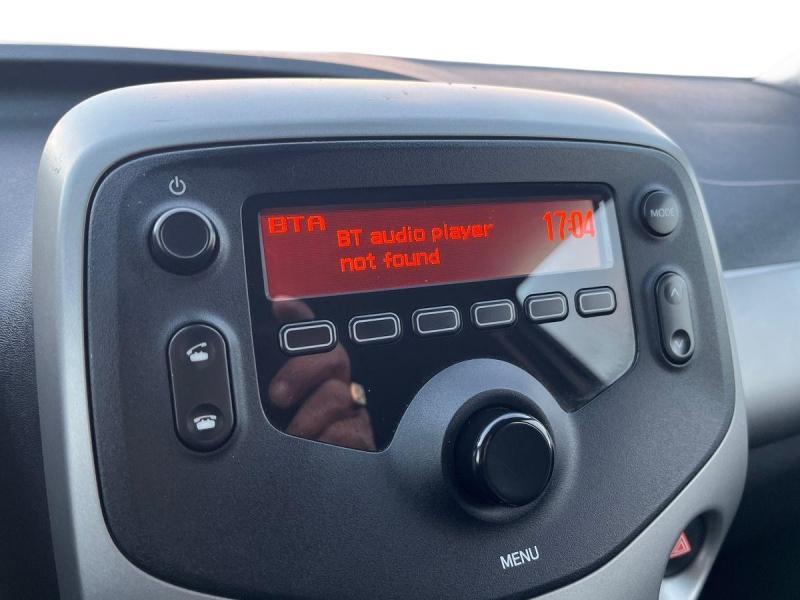 BTA
BT audio player
not found
17:04
MODE
MENU